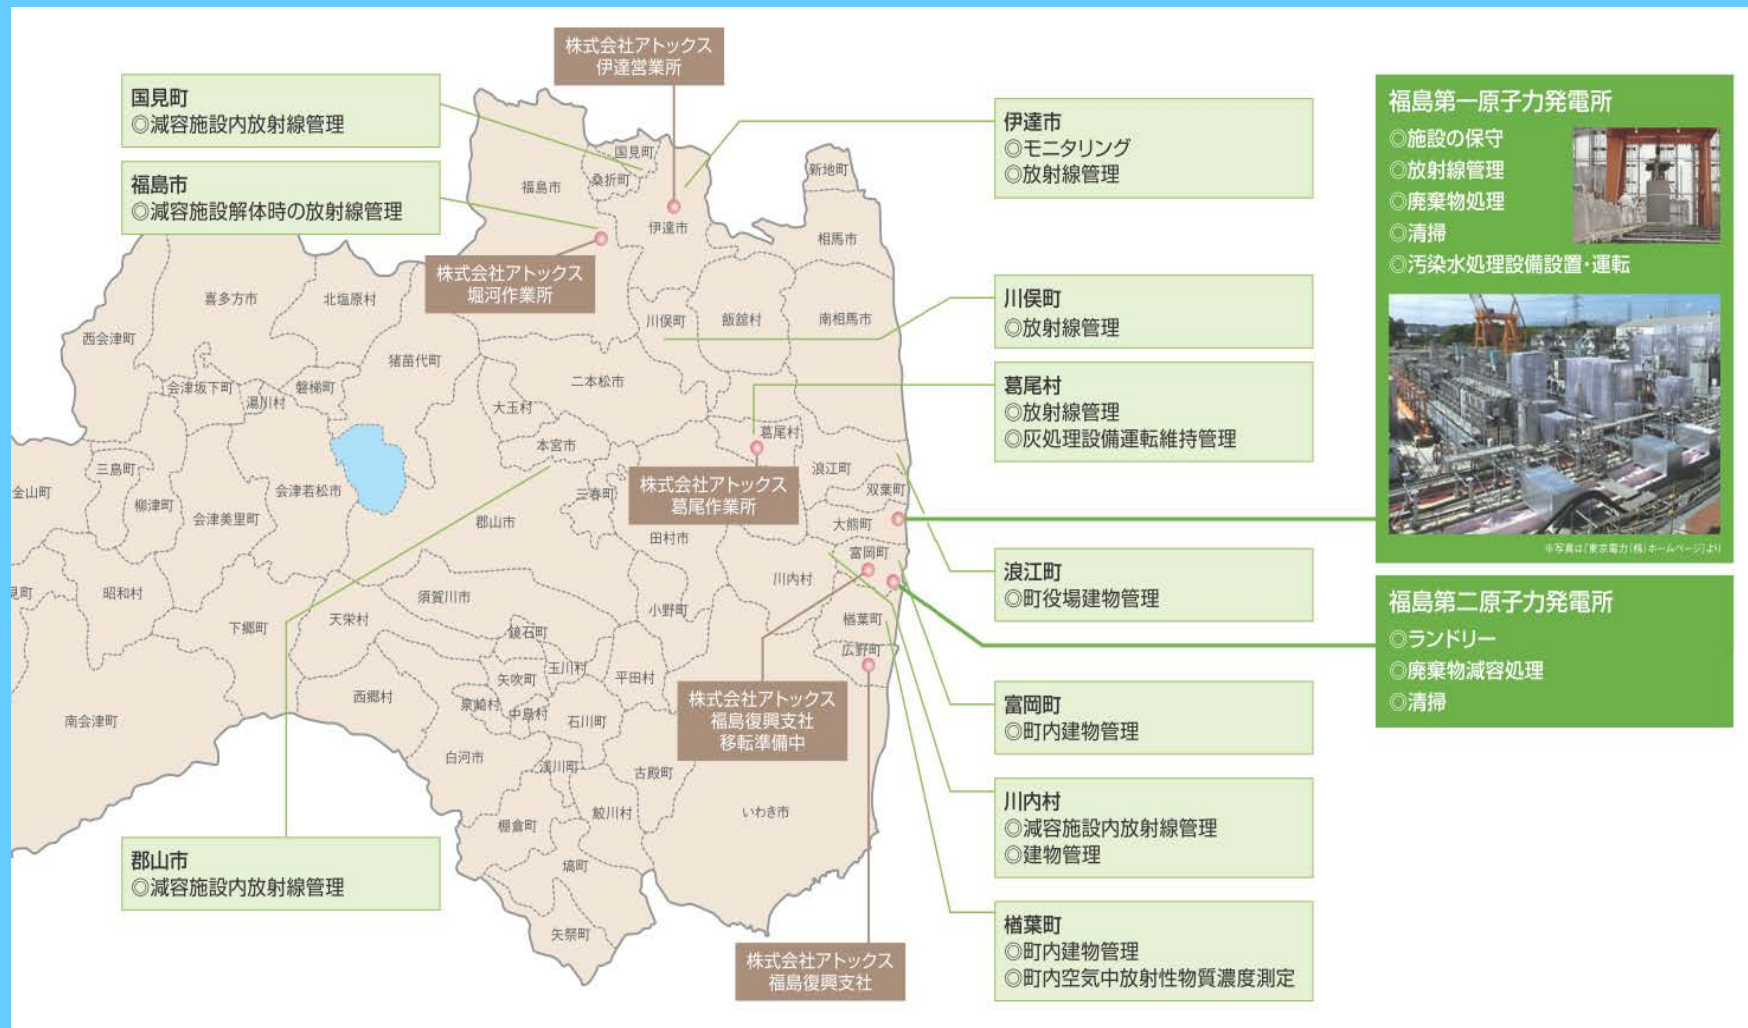 株式会社アトックス
伊達営業所
国見町
◎減容施設内放射線管理
福島市
◎減容施設解体時の放射線管理
伊達市
◎モニタリング
◎放射線管理
福島第一原子力発電所
◎施設の保守
◎放射線管理
◎廃棄物処理
◎清掃
◎汚染水処理設備設置・運転
※写真は「東京電力(株)ホームページ」より
株式会社アトックス
堀河作業所
川俣町
◎放射線管理
葛尾村
◎放射線管理
◎灰処理設備運転維持管理
株式会社アトックス
葛尾作業所
浪江町
◎町役場建物管理
福島第二原子力発電所
◎ランドリー
◎廃棄物減容処理
◎清掃
株式会社アトックス
福島復興支社
移転準備中
富岡町
◎町内建物管理
川内村
◎減容施設内放射線管理
◎建物管理
郡山市
◎減容施設内放射線管理
楢葉町
◎町内建物管理
◎町内空気中放射性物質濃度測定
株式会社アトックス
福島復興支社
国見町
桑折町
福島市
伊達市
新地町
相馬市
喜多方市
北塩原村
川俣町
飯舘村
南相馬市
西会津町
猪苗代町
二本松市
会津坂下町
湯川村
磐梯町
大玉村
本宮市
葛尾村
浪江町
双葉町
三島町
金山町
柳津町
会津若松市
会津美里町
三春町
郡山市
田村市
大熊町
富岡町
川内村
見町
昭和村
下郷町
天栄村
須賀川市
小野町
楢葉町
鏡石町
広野町
玉川村
平田村
矢吹町
西郷村
泉崎村
中島村
石川町
南会津町
白河市
浅川町
古殿町
鮫川村
いわき市
棚倉町
塙町
矢祭町